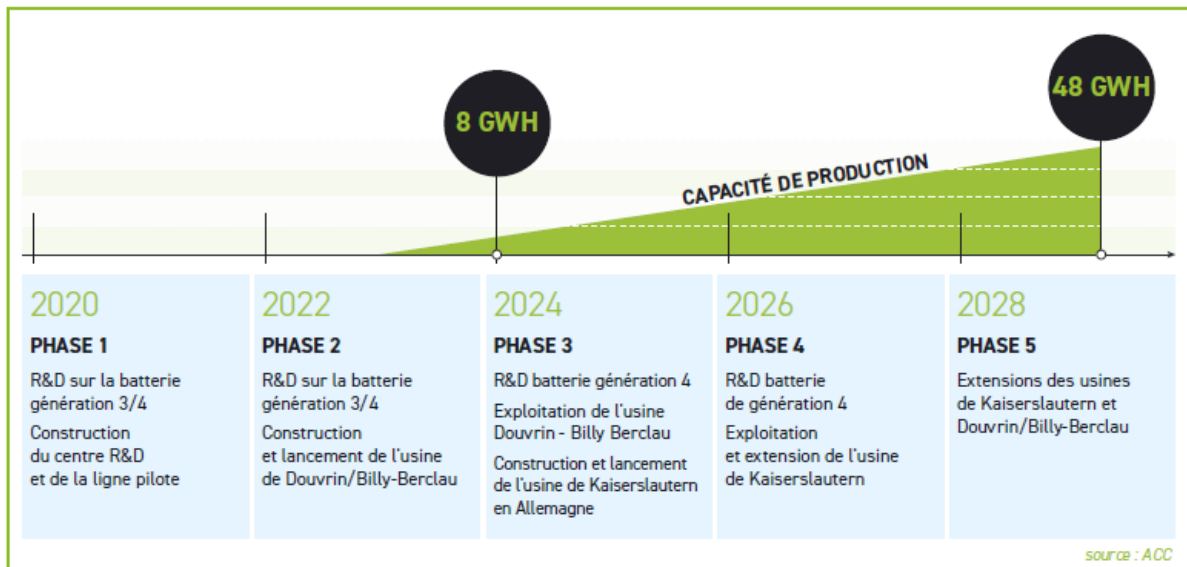 8 GWH
48 GWH
CAPACITÉ DE PRODUCTION
2020
PHASE 1
R&D sur la batterie
génération 3/4
Construction
du centre R&D
et de la ligne pilote
2022
PHASE 2
R&D sur la batterie
génération 3/4
Construction
et lancement de l'usine
de Douvrin/Billy-Berclau
2024
PHASE 3
R&D batterie génération 4
Exploitation de l'usine
Douvrin - Billy Berclau
Construction et lancement
de l'usine de Kaiserslautern
en Allemagne
2026
PHASE 4
R&D batterie
de génération 4
Exploitation
et extension de l'usine
de Kaiserslautern
2028
PHASE 5
Extensions des usines
de Kaiserslautern et
Douvrin/Billy-Berclau
source : ACC